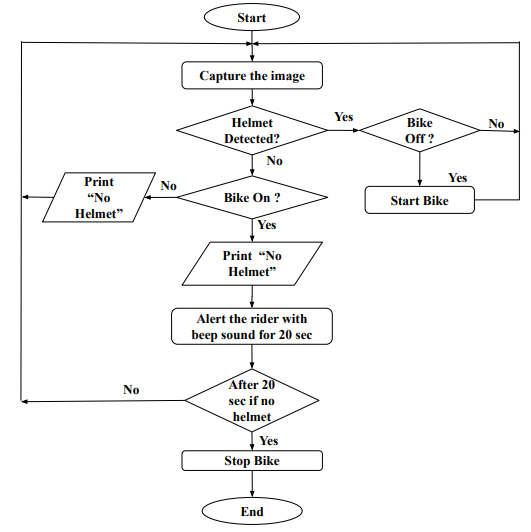 Start
Capture the image
Helmet
Detected?
Yes
Bike
Off ?
No
No
Yes
Start Bike
Print
“No
Helmet”
No
Bike On ?
Yes
Print “No
Helmet”
Alert the rider with
beep sound for 20 sec
After 20
sec if no
helmet
No
Yes
Stop Bike
End